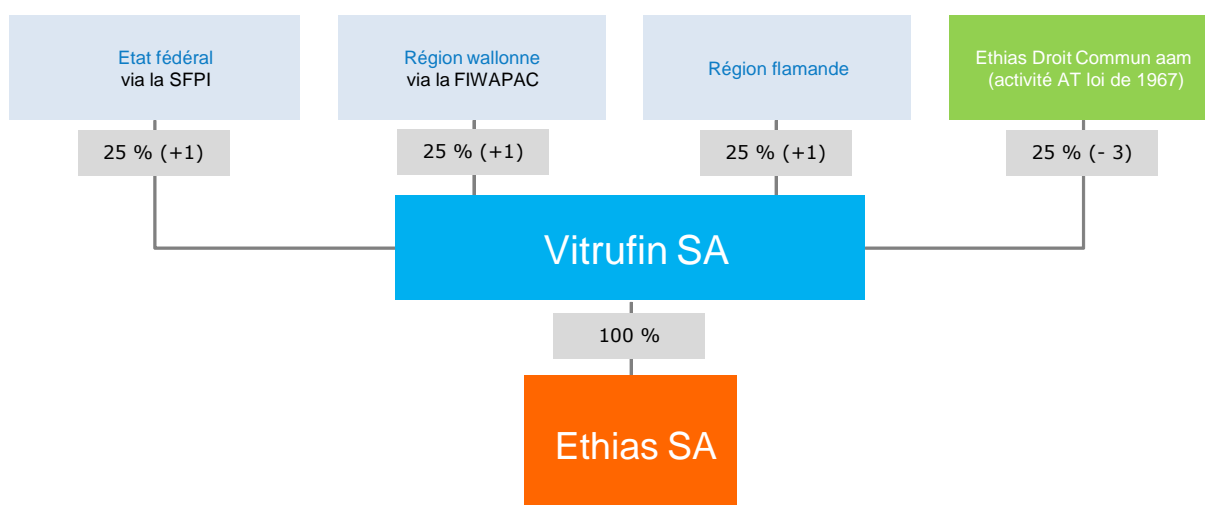 Etat fédéral
via la SFPI
Région wallonne
via la FIWAPAC
Région flamande
Ethias Droit Commun aam
(activité AT loi de 1967)
25 % (+1)
25 % (+1)
25 % (+1)
25 % (- 3)
Vitrufin SA
100 %
Ethias SA